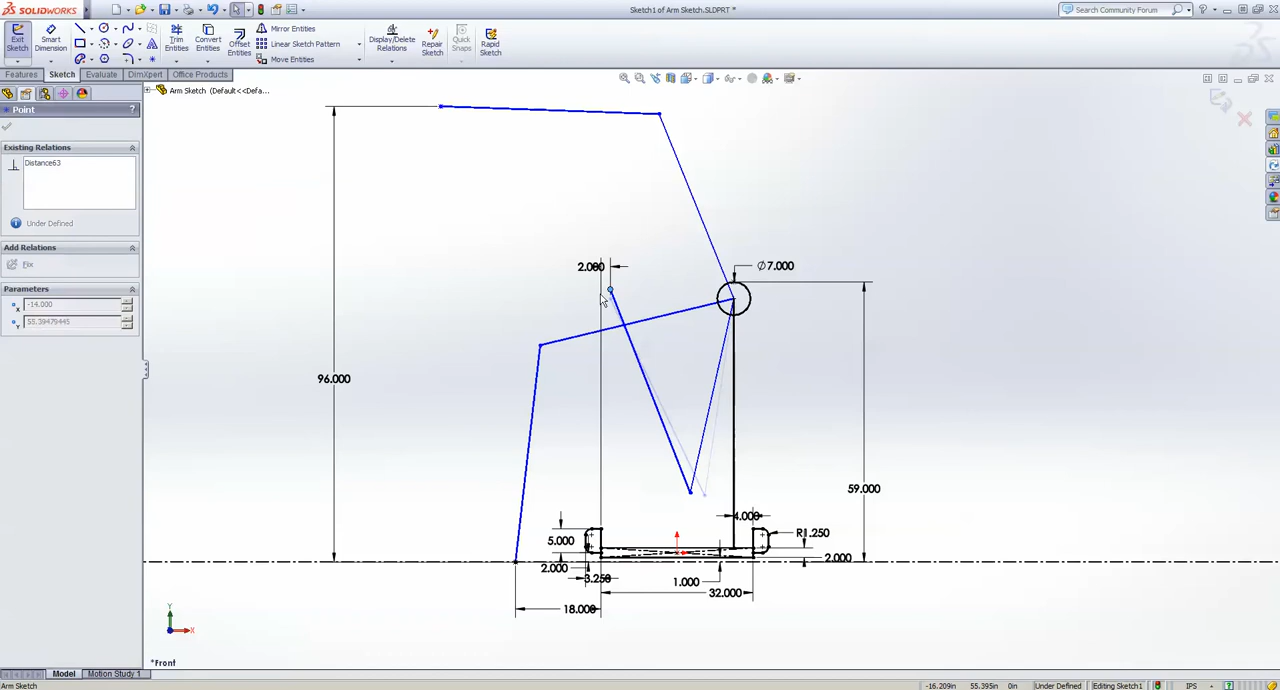 SOLIDWORKS
Sketch1 of Arm Sketch.SLDPRT *
Search Community Forum
Exit Sketch
Smart Dimension
Trim Entities
Convert Entities
Offset Entities
Mirror Entities
Linear Sketch Pattern
Move Entities
Display/Delete Relations
Repair Sketch
Quick Snaps
Rapid Sketch
Features
Sketch
Evaluate
DimXpert
Office Products
Arm Sketch (Default<<Defa...
Point
?
Existing Relations
Distance63
Under Defined
Add Relations
Fix
Parameters
-14.000
55.39479445
96.000
2.000
Ø7.000
59.000
4.000
R1.250
5.000
2.000
2.000
3.250
1.000
32.000
18.000
Y
X
*Front
Model
Motion Study 1
Arm Sketch
-16.209in
55.395in
0in
Under Defined
Editing Sketch1
IPS